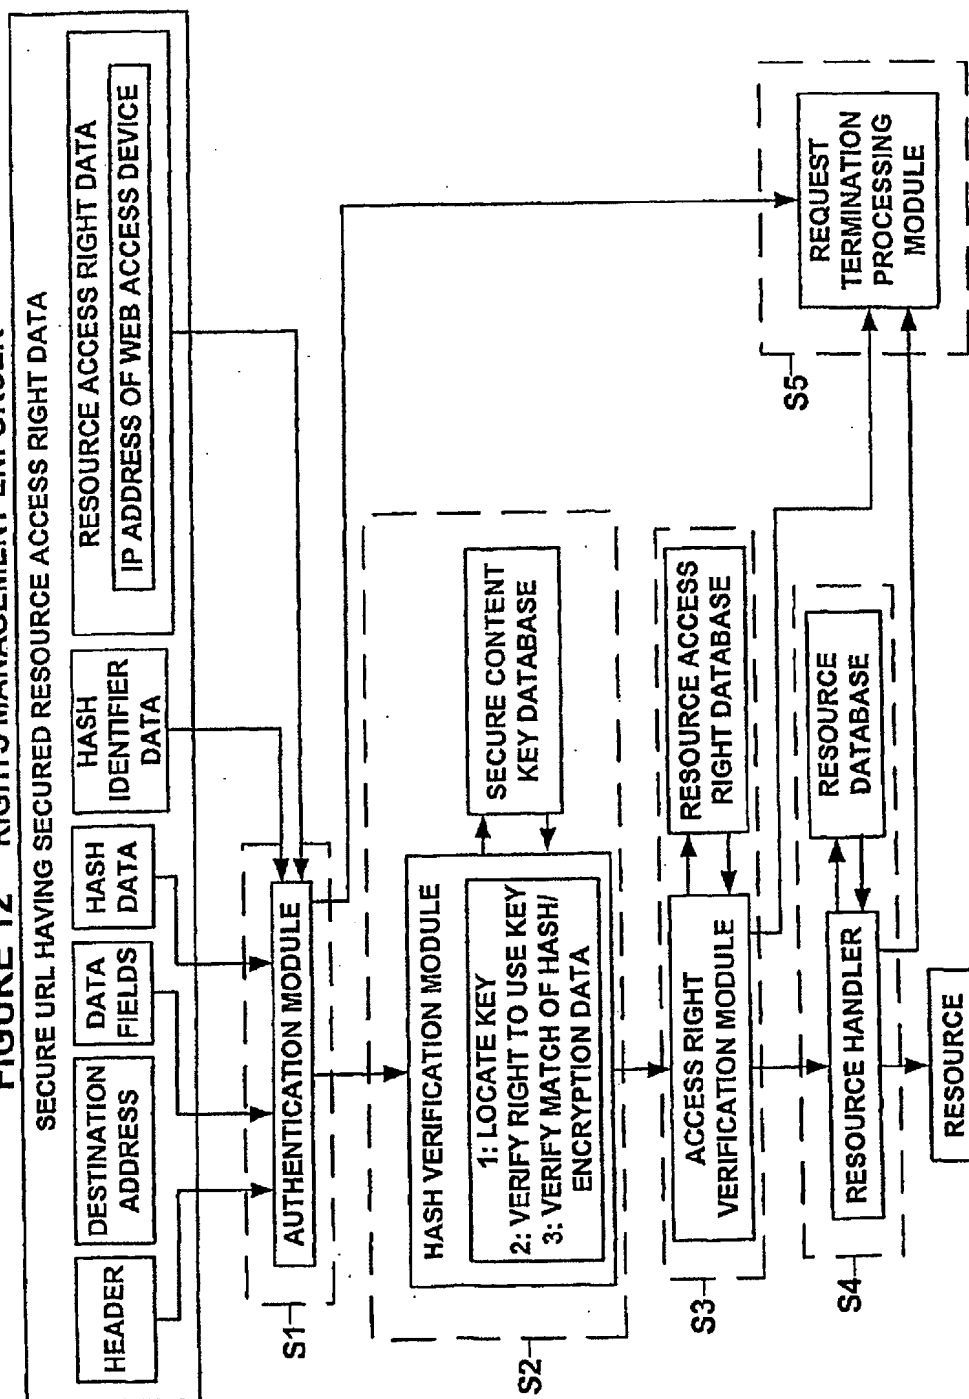 FIGURE 12 RIGHTS MANAGEMENT ENFORCER
SECURE URL HAVING SECURED RESOURCE ACCESS RIGHT DATA
HEADER
DESTINATION
ADDRESS
DATA
FIELDS
HASH
DATA
HASH
IDENTIFIER
DATA
RESOURCE ACCESS RIGHT DATA
IP ADDRESS OF WEB ACCESS DEVICE
S1
AUTHENTICATION MODULE
S2
HASH VERIFICATION MODULE
1: LOCATE KEY
2: VERIFY RIGHT TO USE KEY
3: VERIFY MATCH OF HASH/
ENCRYPTION DATA
SECURE CONTENT
KEY DATABASE
S3
ACCESS RIGHT
VERIFICATION MODULE
RESOURCE ACCESS
RIGHT DATABASE
S4
RESOURCE HANDLER
RESOURCE
DATABASE
RESOURCE
S5
REQUEST
TERMINATION
PROCESSING
MODULE